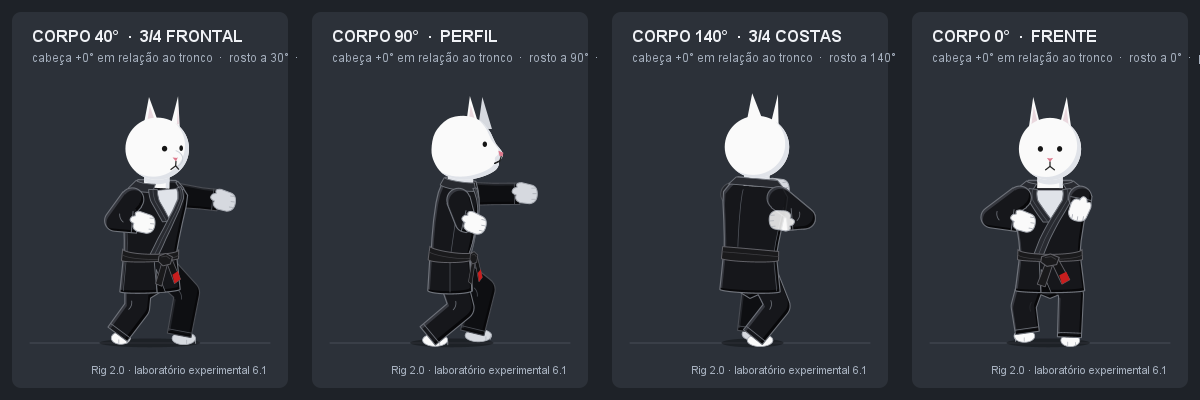 CORPO 40° · 3/4 FRONTAL
cabeça +0° em relação ao tronco · rosto a 30° ·
Rig 2.0 · laboratório experimental 6.1
CORPO 90° · PERFIL
cabeça +0° em relação ao tronco · rosto a 90° ·
Rig 2.0 · laboratório experimental 6.1
CORPO 140° · 3/4 COSTAS
cabeça +0° em relação ao tronco · rosto a 140°
Rig 2.0 · laboratório experimental 6.1
CORPO 0° · FRENTE
cabeça +0° em relação ao tronco · rosto a 0° ·
Rig 2.0 · laboratório experimental 6.1